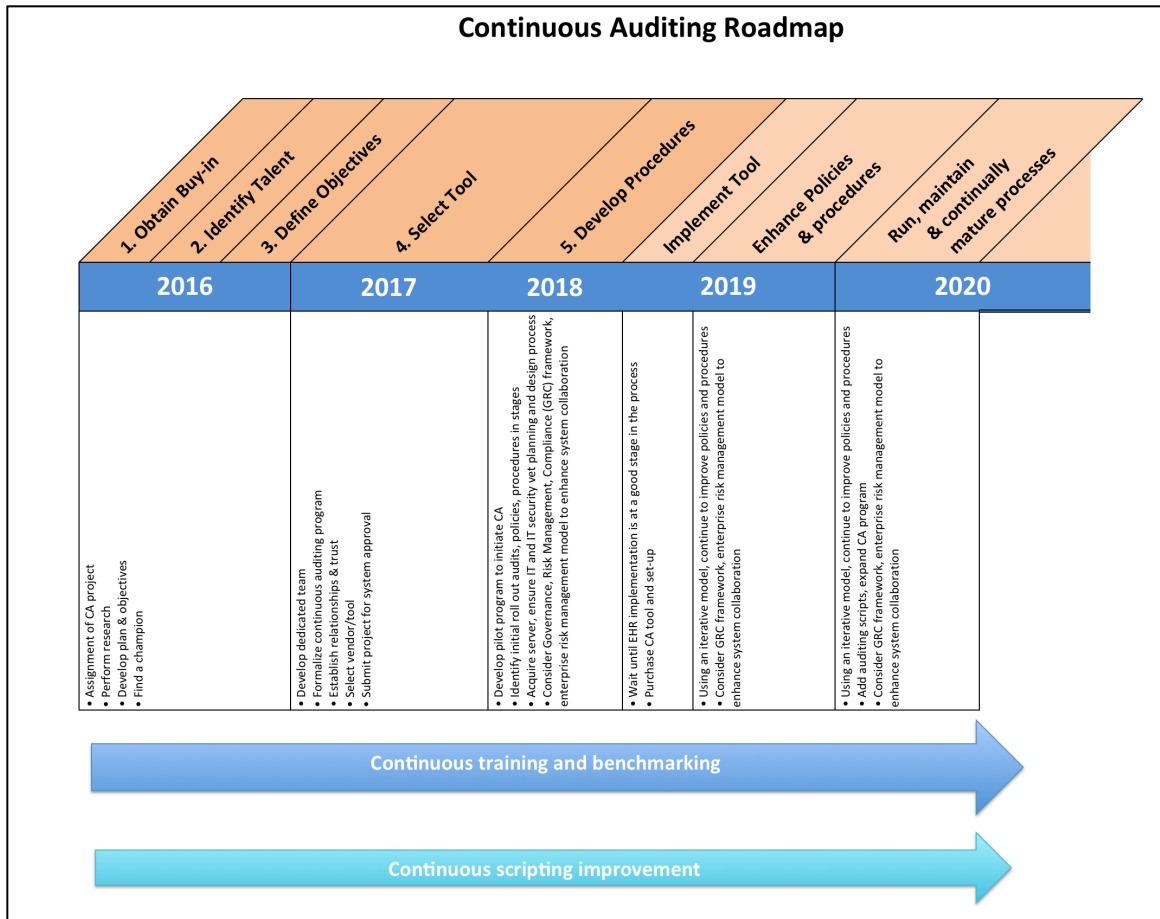 Continuous Auditing Roadmap
1. Obtain Buy-in
2. Identify Talent
3. Define Objectives
4. Select Tool
5. Develop Procedures
Implement Tool
Enhance Policies
& procedures
Run, maintain
& continually
mature processes
2016
2017
2018
2019
2020
• Assignment of CA project
• Perform research
• Develop plan & objectives
• Find a champion
• Develop dedicated team
• Formalize continuous auditing program
• Establish relationships & trust
• Select vendor/tool
• Submit project for system approval
• Develop pilot program to initiate CA
• Identify initial roll out audits, policies, procedures in stages
• Acquire server, ensure IT and IT security vet planning and design process
• Consider Governance, Risk Management, Compliance (GRC) framework,
enterprise risk management model to enhance system collaboration
• Wait until EHR implementation is at a good stage in the process
• Purchase CA tool and set-up
• Using an iterative model, continue to improve policies and procedures
• Consider GRC framework, enterprise risk management model to
enhance system collaboration
• Using an iterative model, continue to improve policies and procedures
• Add auditing scripts, expand CA program
• Consider GRC framework, enterprise risk management model to
enhance system collaboration
Continuous training and benchmarking
Continuous scripting improvement